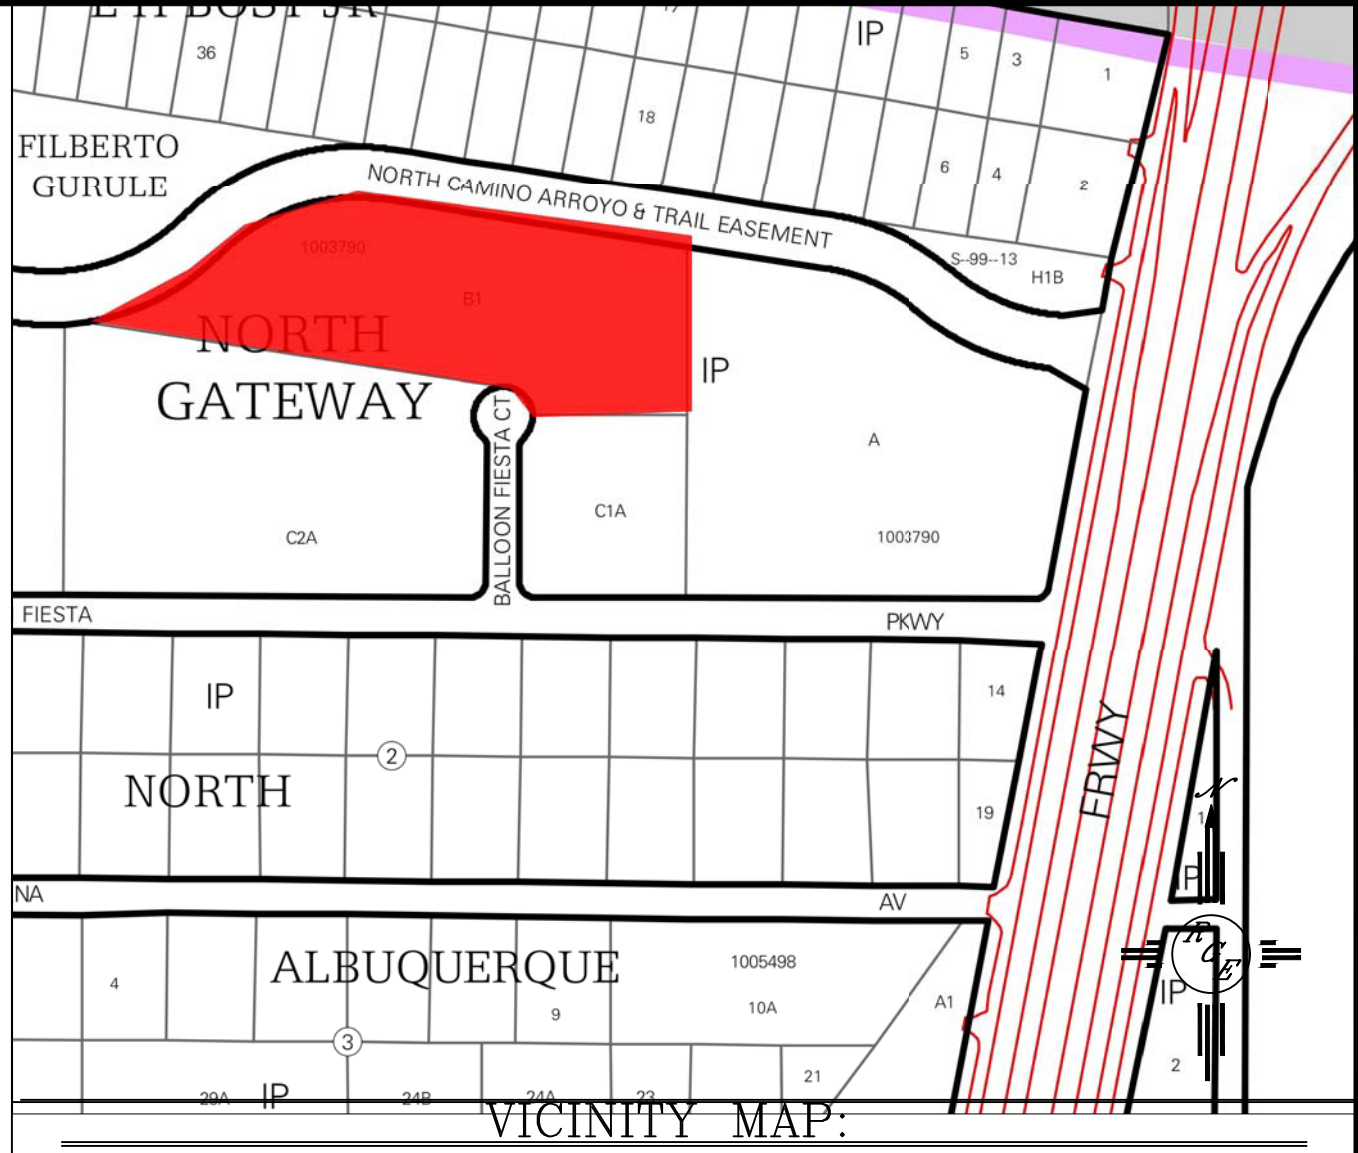 36
IP
5
3
1
18
FILBERTO
GURULE
6
4
2
NORTH CAMINO ARROYO & TRAIL EASEMENT
S--99--13
H1B
1003790
B1
NORTH
GATEWAY
IP
BALLOON FIESTA CT
A
C1A
C2A
1003790
FIESTA
PKWY
IP
14
2
NORTH
19
FRWY
N
1
IP
NA
AV
R
C
E
ALBUQUERQUE
1005498
4
9
10A
A1
IP
3
21
2
29A
IP
24B
24A
23
VICINITY MAP: